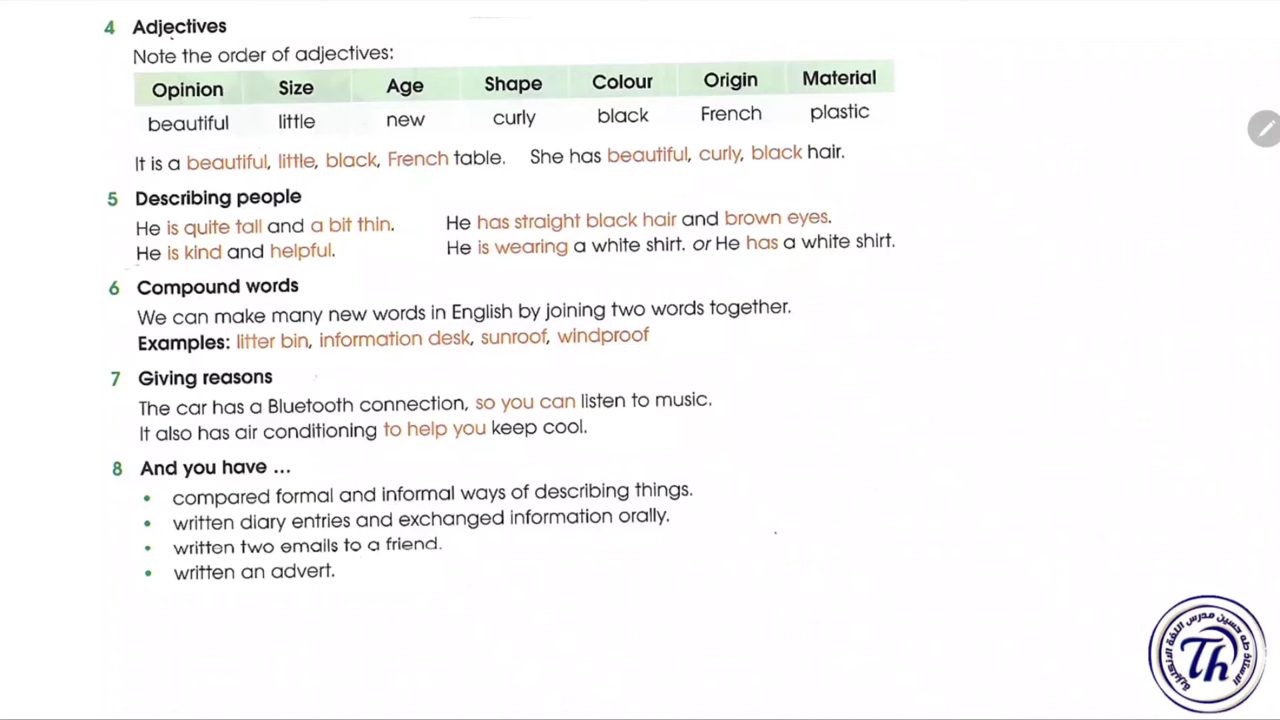 4 Adjectives
Note the order of adjectives:
Opinion Size Age Shape Colour Origin Material
beautiful little new curly black French plastic
It is a beautiful, little, black, French table. She has beautiful, curly, black hair.
5 Describing people
He is quite tall and a bit thin. He has straight black hair and brown eyes.
He is kind and helpful. He is wearing a white shirt. or He has a white shirt.
6 Compound words
We can make many new words in English by joining two words together.
Examples: litter bin, information desk, sunroof, windproof
7 Giving reasons
The car has a Bluetooth connection, so you can listen to music.
It also has air conditioning to help you keep cool.
8 And you have ...
• compared formal and informal ways of describing things.
• written diary entries and exchanged information orally.
• written two emails to a friend.
• written an advert.
الاستاذ طه حسين مدرس اللغة الانكليزية
Th